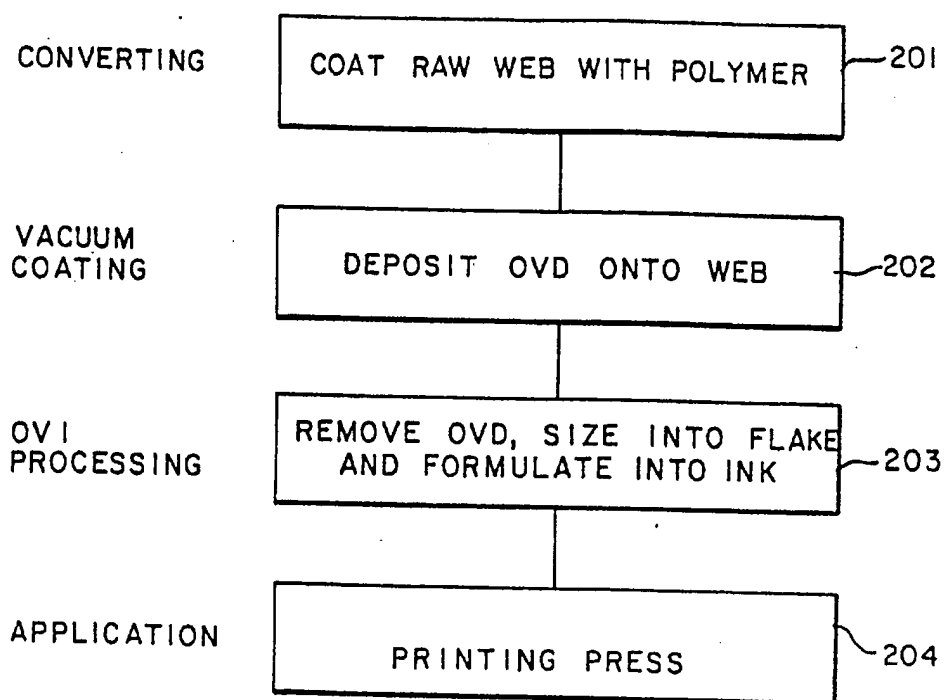 CONVERTING
COAT RAW WEB WITH POLYMER
201
VACUUM
COATING
DEPOSIT OVD ONTO WEB
202
OVI
PROCESSING
REMOVE OVD, SIZE INTO FLAKE
AND FORMULATE INTO INK
203
APPLICATION
PRINTING PRESS
204